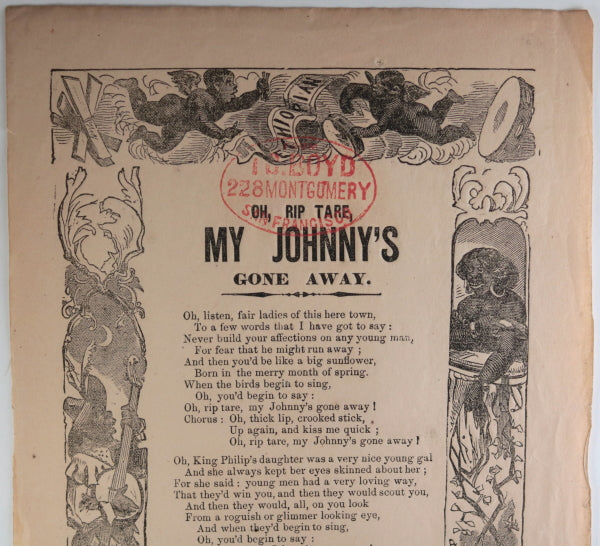 ETHIOPIAN
T.C. BOYD
228 MONTGOMERY
SAN FRANCISCO
OH, RIP TARE,
MY JOHNNY'S
GONE AWAY.
Oh, listen, fair ladies of this here town,
To a few words that I have got to say :
Never build your affections on any young man,
For fear that he might run away ;
And then you'd be like a big sunflower,
Born in the merry month of spring.
When the birds begin to sing,
Oh, you'd begin to say :
Oh, rip tare, my Johnny's gone away !
Chorus : Oh, thick lip, crooked stick,
Up again, and kiss me quick ;
Oh, rip tare, my Johnny's gone away !
Oh, King Philip's daughter was a very nice young gal
And she always kept ber eyes skinned about her ;
For she said : young men had a very loving way,
That they'd win you, and then they would scout you,
And then they would, all, on you look
From a roguish or glimmer looking eye,
And when they'd begin to sing,
Oh, you'd begin to say :